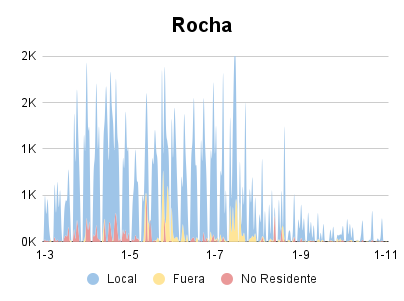 Rocha
2K
2K
1K
1K
0K
1-3 1-5 1-7 1-9 1-11
Local Fuera No Residente